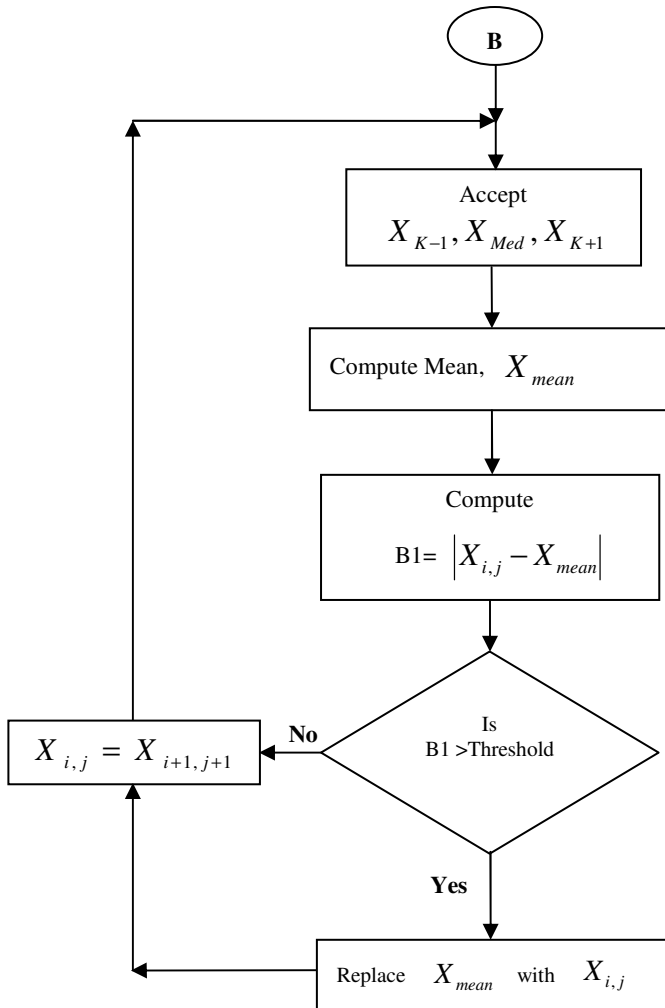 B
Accept
X_{K-1}, X_{Med}, X_{K+1}
Compute Mean, X_{mean}
Compute
B1= |X_{i,j} − X_{mean}|
Is
B1 >Threshold
No
X_{i,j} = X_{i+1,j+1}
Yes
Replace X_{mean} with X_{i,j}